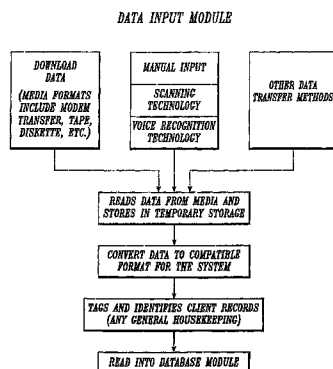 DATA INPUT MODULE
DOWNLOAD
DATA
(MEDIA FORMATS
INCLUDE MODEM
TRANSFER, TAPE,
DISKETTE, ETC.)
MANUAL INPUT
SCANNING
TECHNOLOGY
VOICE RECOGNITION
TECHNOLOGY
OTHER DATA
TRANSFER METHODS
READS DATA FROM MEDIA AND
STORES IN TEMPORARY STORAGE
CONVERT DATA TO COMPATIBLE
FORMAT FOR THE SYSTEM
TAGS AND IDENTIFIES CLIENT RECORDS
(ANY GENERAL HOUSEKEEPING)
READ INTO DATABASE MODULE